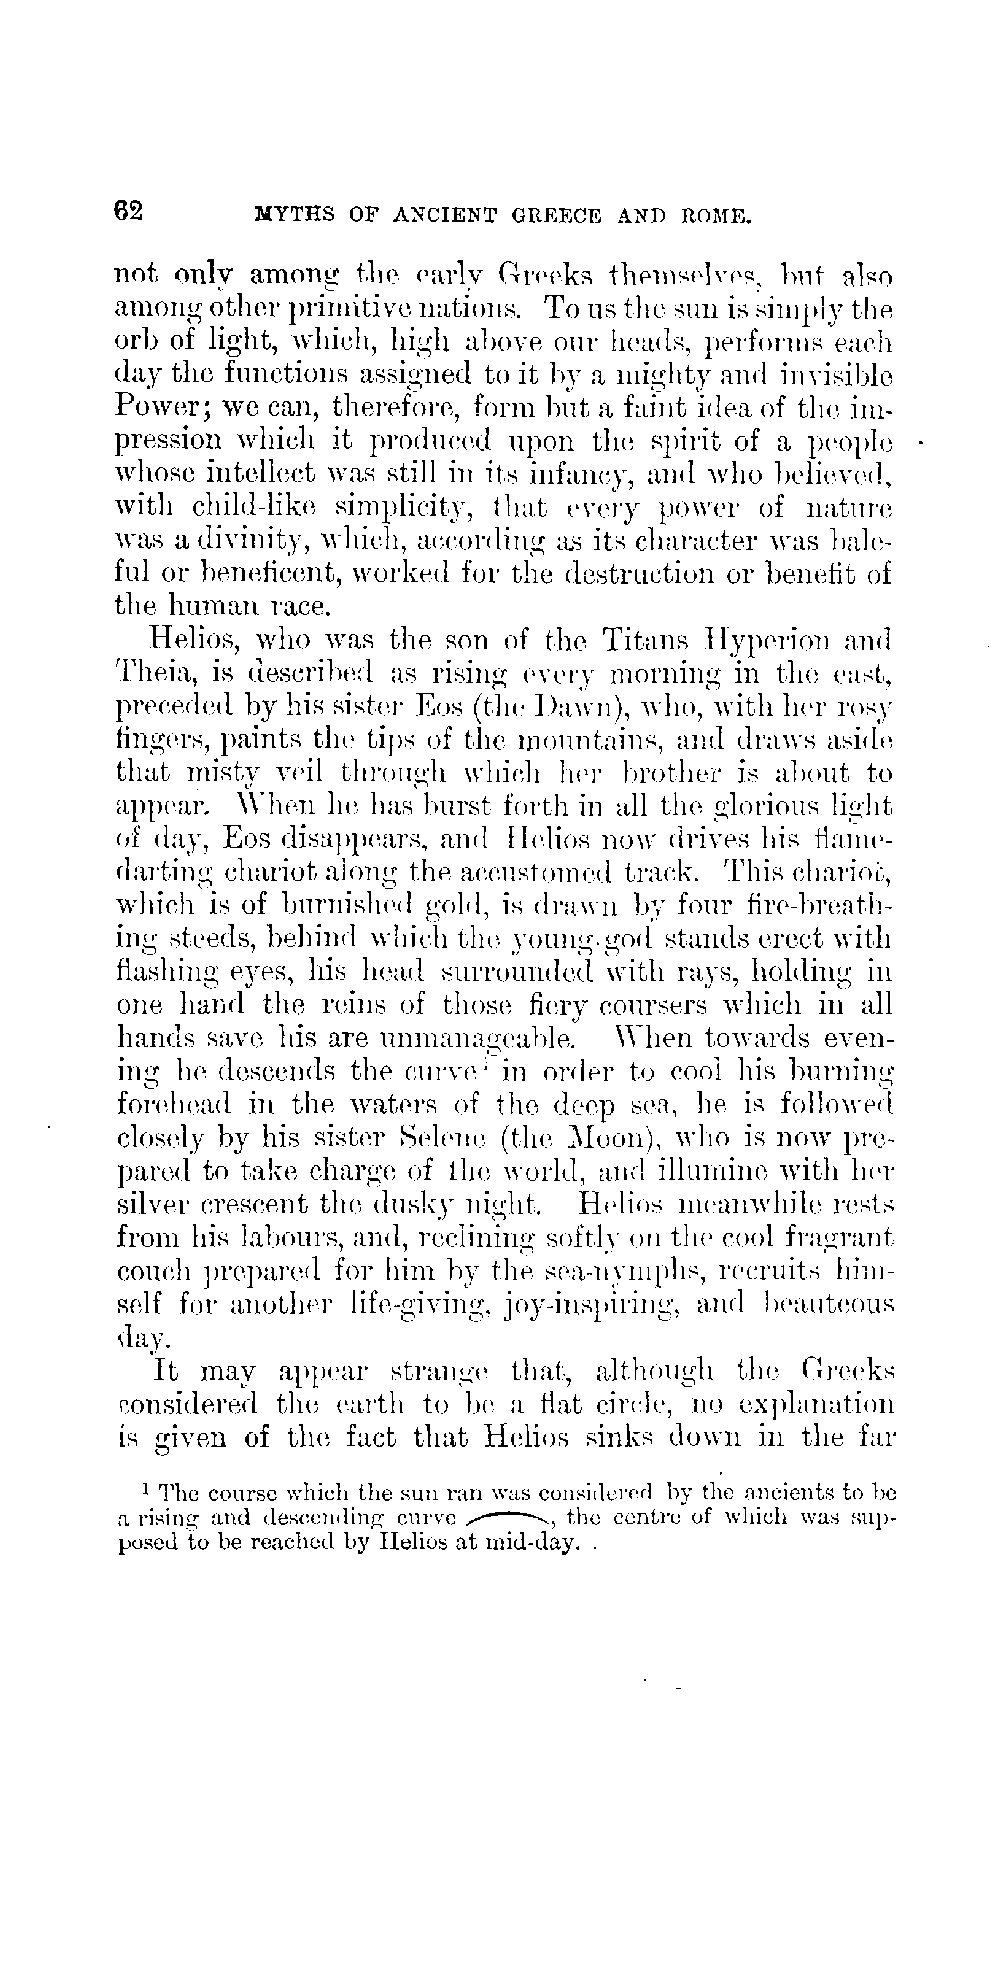 62 MYTHS OF ANCIENT GREECE AND ROME.
not only among the early Greeks themselves, but also
among other primitive nations. To us the sun is simply the
orb of light, which, high above our heads, performs each
day the functions assigned to it by a mighty and invisible
Power; we can, therefore, form but a faint idea of the im-
pression which it produced upon the spirit of a people
whose intellect was still in its infancy, and who believed,
with child-like simplicity, that every power of nature
was a divinity, which, according as its character was bale-
ful or beneficent, worked for the destruction or benefit of
the human race.
Helios, who was the son of the Titans Hyperion and
Theia, is described as rising every morning in the east,
preceded by his sister Eos (the Dawn), who, with her rosy
fingers, paints the tips of the mountains, and draws aside
that misty veil through which her brother is about to
appear. When he has burst forth in all the glorious light
of day, Eos disappears, and Helios now drives his flame-
darting chariot along the accustomed track. This chariot,
which is of burnished gold, is drawn by four fire-breath-
ing steeds, behind which the young god stands erect with
flashing eyes, his head surrounded with rays, holding in
one hand the reins of those fiery coursers which in all
hands save his are unmanageable. When towards even-
ing he descends the curve¹ in order to cool his burning
forehead in the waters of the deep sea, he is followed
closely by his sister Selene (the Moon), who is now pre-
pared to take charge of the world, and illumine with her
silver crescent the dusky night. Helios meanwhile rests
from his labours, and, reclining softly on the cool fragrant
couch prepared for him by the sea-nymphs, recruits him-
self for another life-giving, joy-inspiring, and beauteous
day.
It may appear strange that, although the Greeks
considered the earth to be a flat circle, no explanation
is given of the fact that Helios sinks down in the far
¹ The course which the sun ran was considered by the ancients to be
a rising and descending curve , the centre of which was sup-
posed to be reached by Helios at mid-day.